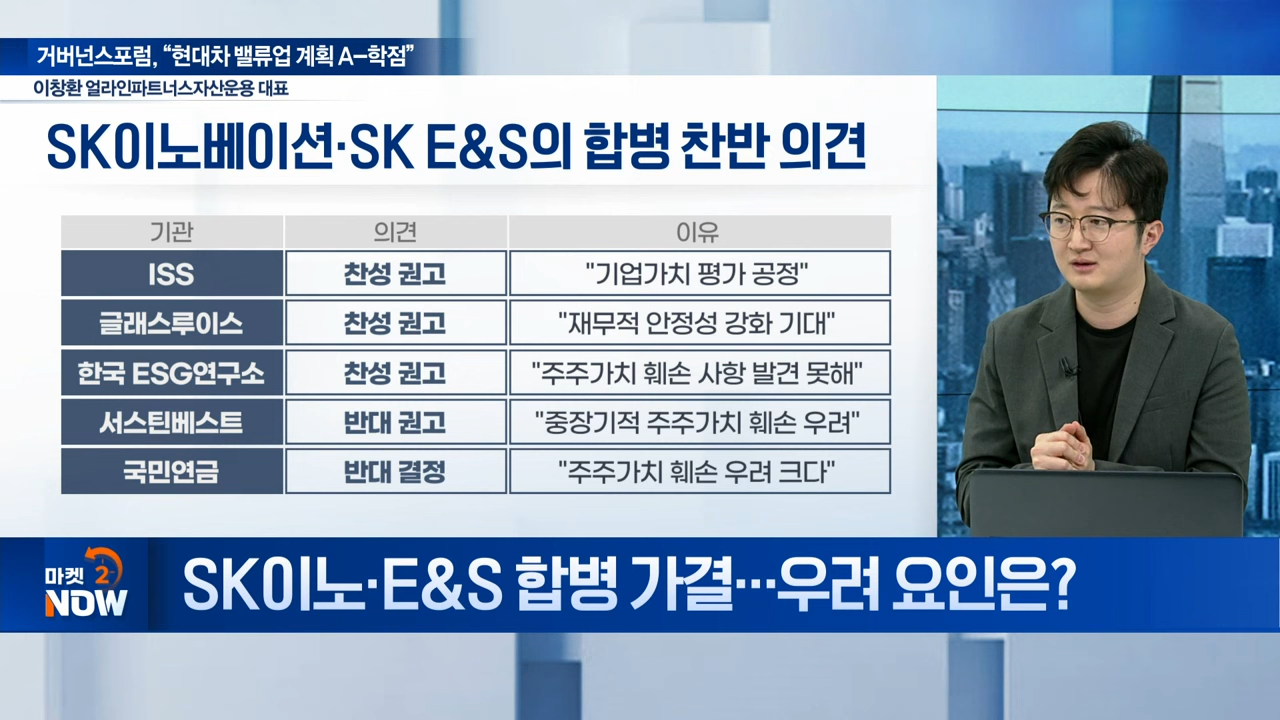 거버넌스포럼, “현대차 밸류업 계획 A-학점”
이창환 얼라인파트너스자산운용 대표
SK이노베이션·SK E&S의 합병 찬반 의견
기관 의견 이유
ISS 찬성 권고 "기업가치 평가 공정"
글래스루이스 찬성 권고 "재무적 안정성 강화 기대"
한국 ESG연구소 찬성 권고 "주주가치 훼손 사항 발견 못해"
서스틴베스트 반대 권고 "중장기적 주주가치 훼손 우려"
국민연금 반대 결정 "주주가치 훼손 우려 크다"
마켓 2
NOW
SK이노·E&S 합병 가결…우려 요인은?